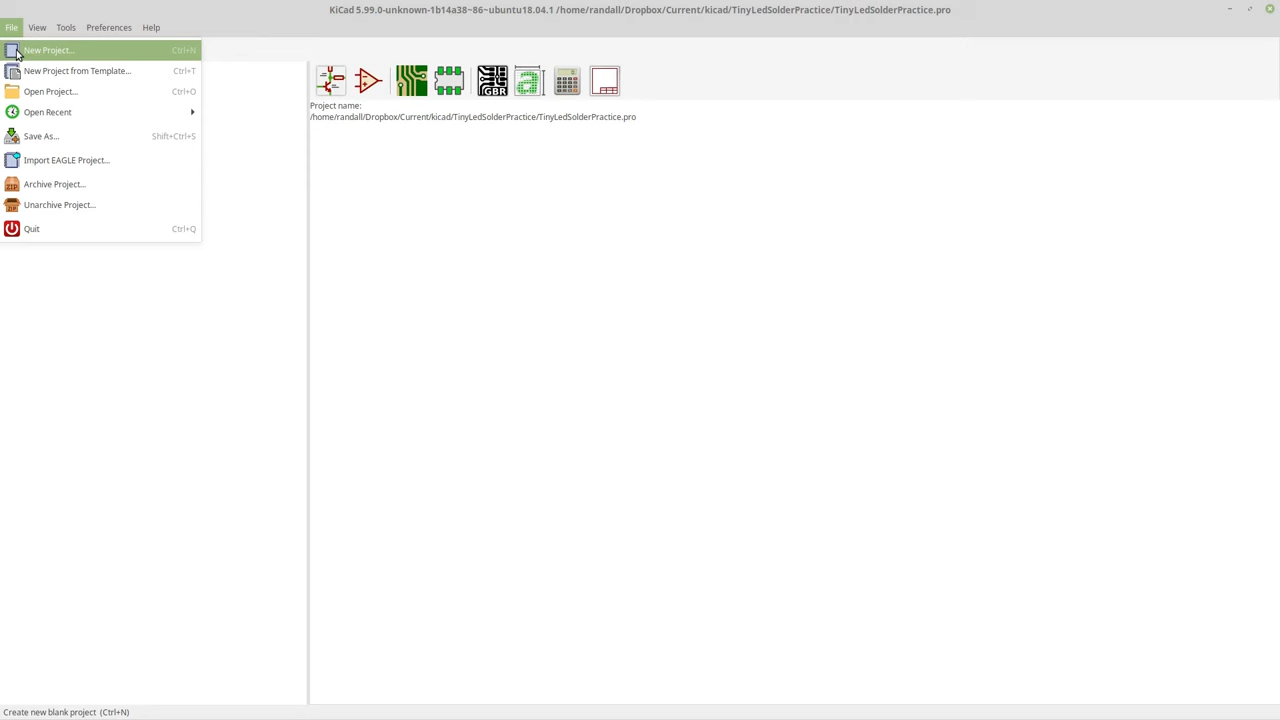 KiCad 5.99.0-unknown-1b14a38~86~ubuntu18.04.1 /home/randall/Dropbox/Current/kicad/TinyLedSolderPractice/TinyLedSolderPractice.pro
File View Tools Preferences Help
New Project... Ctrl+N
New Project from Template... Ctrl+T
Open Project... Ctrl+O
Open Recent
Save As... Shift+Ctrl+S
Import EAGLE Project...
Archive Project...
Unarchive Project...
Quit Ctrl+Q
GBR
a
Project name:
/home/randall/Dropbox/Current/kicad/TinyLedSolderPractice/TinyLedSolderPractice.pro
Create new blank project (Ctrl+N)